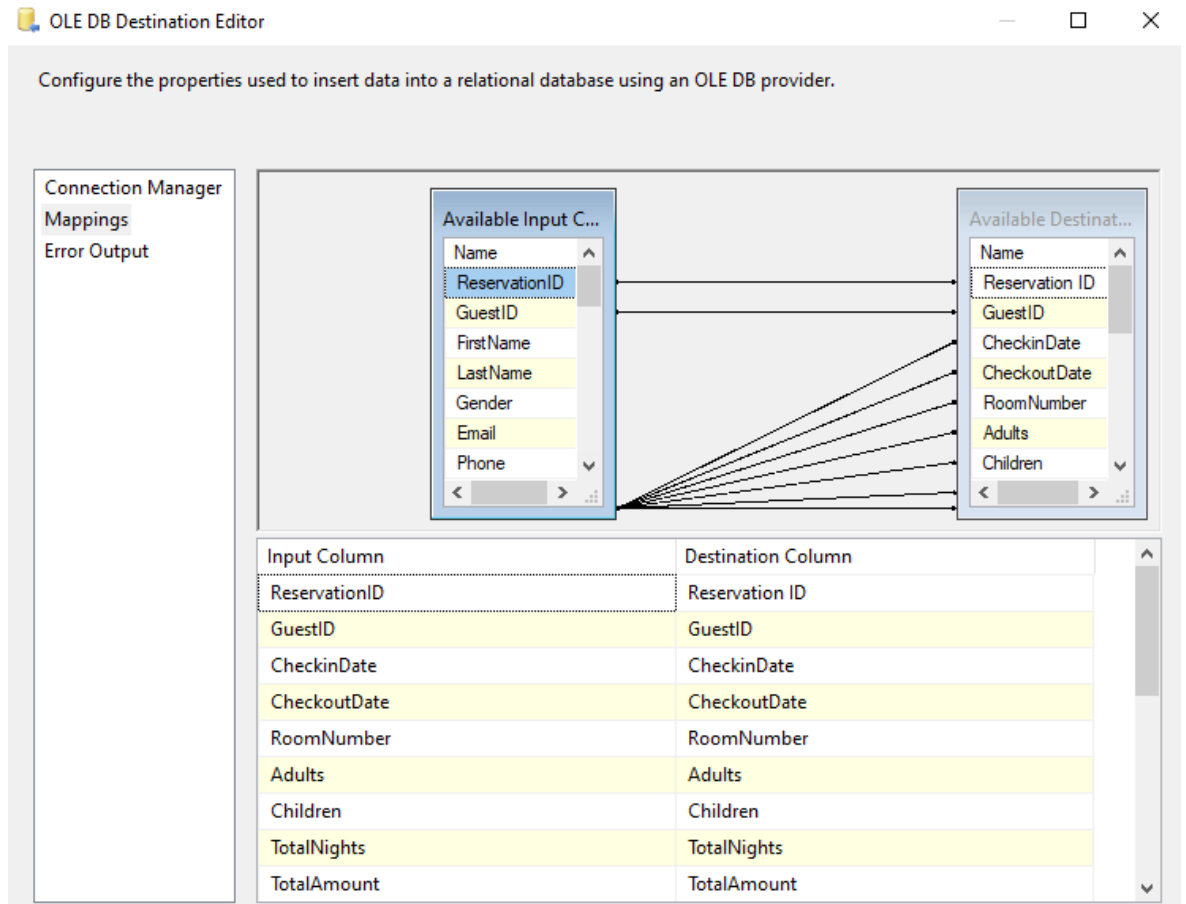 OLE DB Destination Editor
Configure the properties used to insert data into a relational database using an OLE DB provider.
Connection Manager
Mappings
Error Output
Available Input C...
Name
ReservationID
GuestID
FirstName
LastName
Gender
Email
Phone
Available Destinat...
Name
Reservation ID
GuestID
CheckinDate
CheckoutDate
RoomNumber
Adults
Children
Input Column Destination Column
ReservationID Reservation ID
GuestID GuestID
CheckinDate CheckinDate
CheckoutDate CheckoutDate
RoomNumber RoomNumber
Adults Adults
Children Children
TotalNights TotalNights
TotalAmount TotalAmount